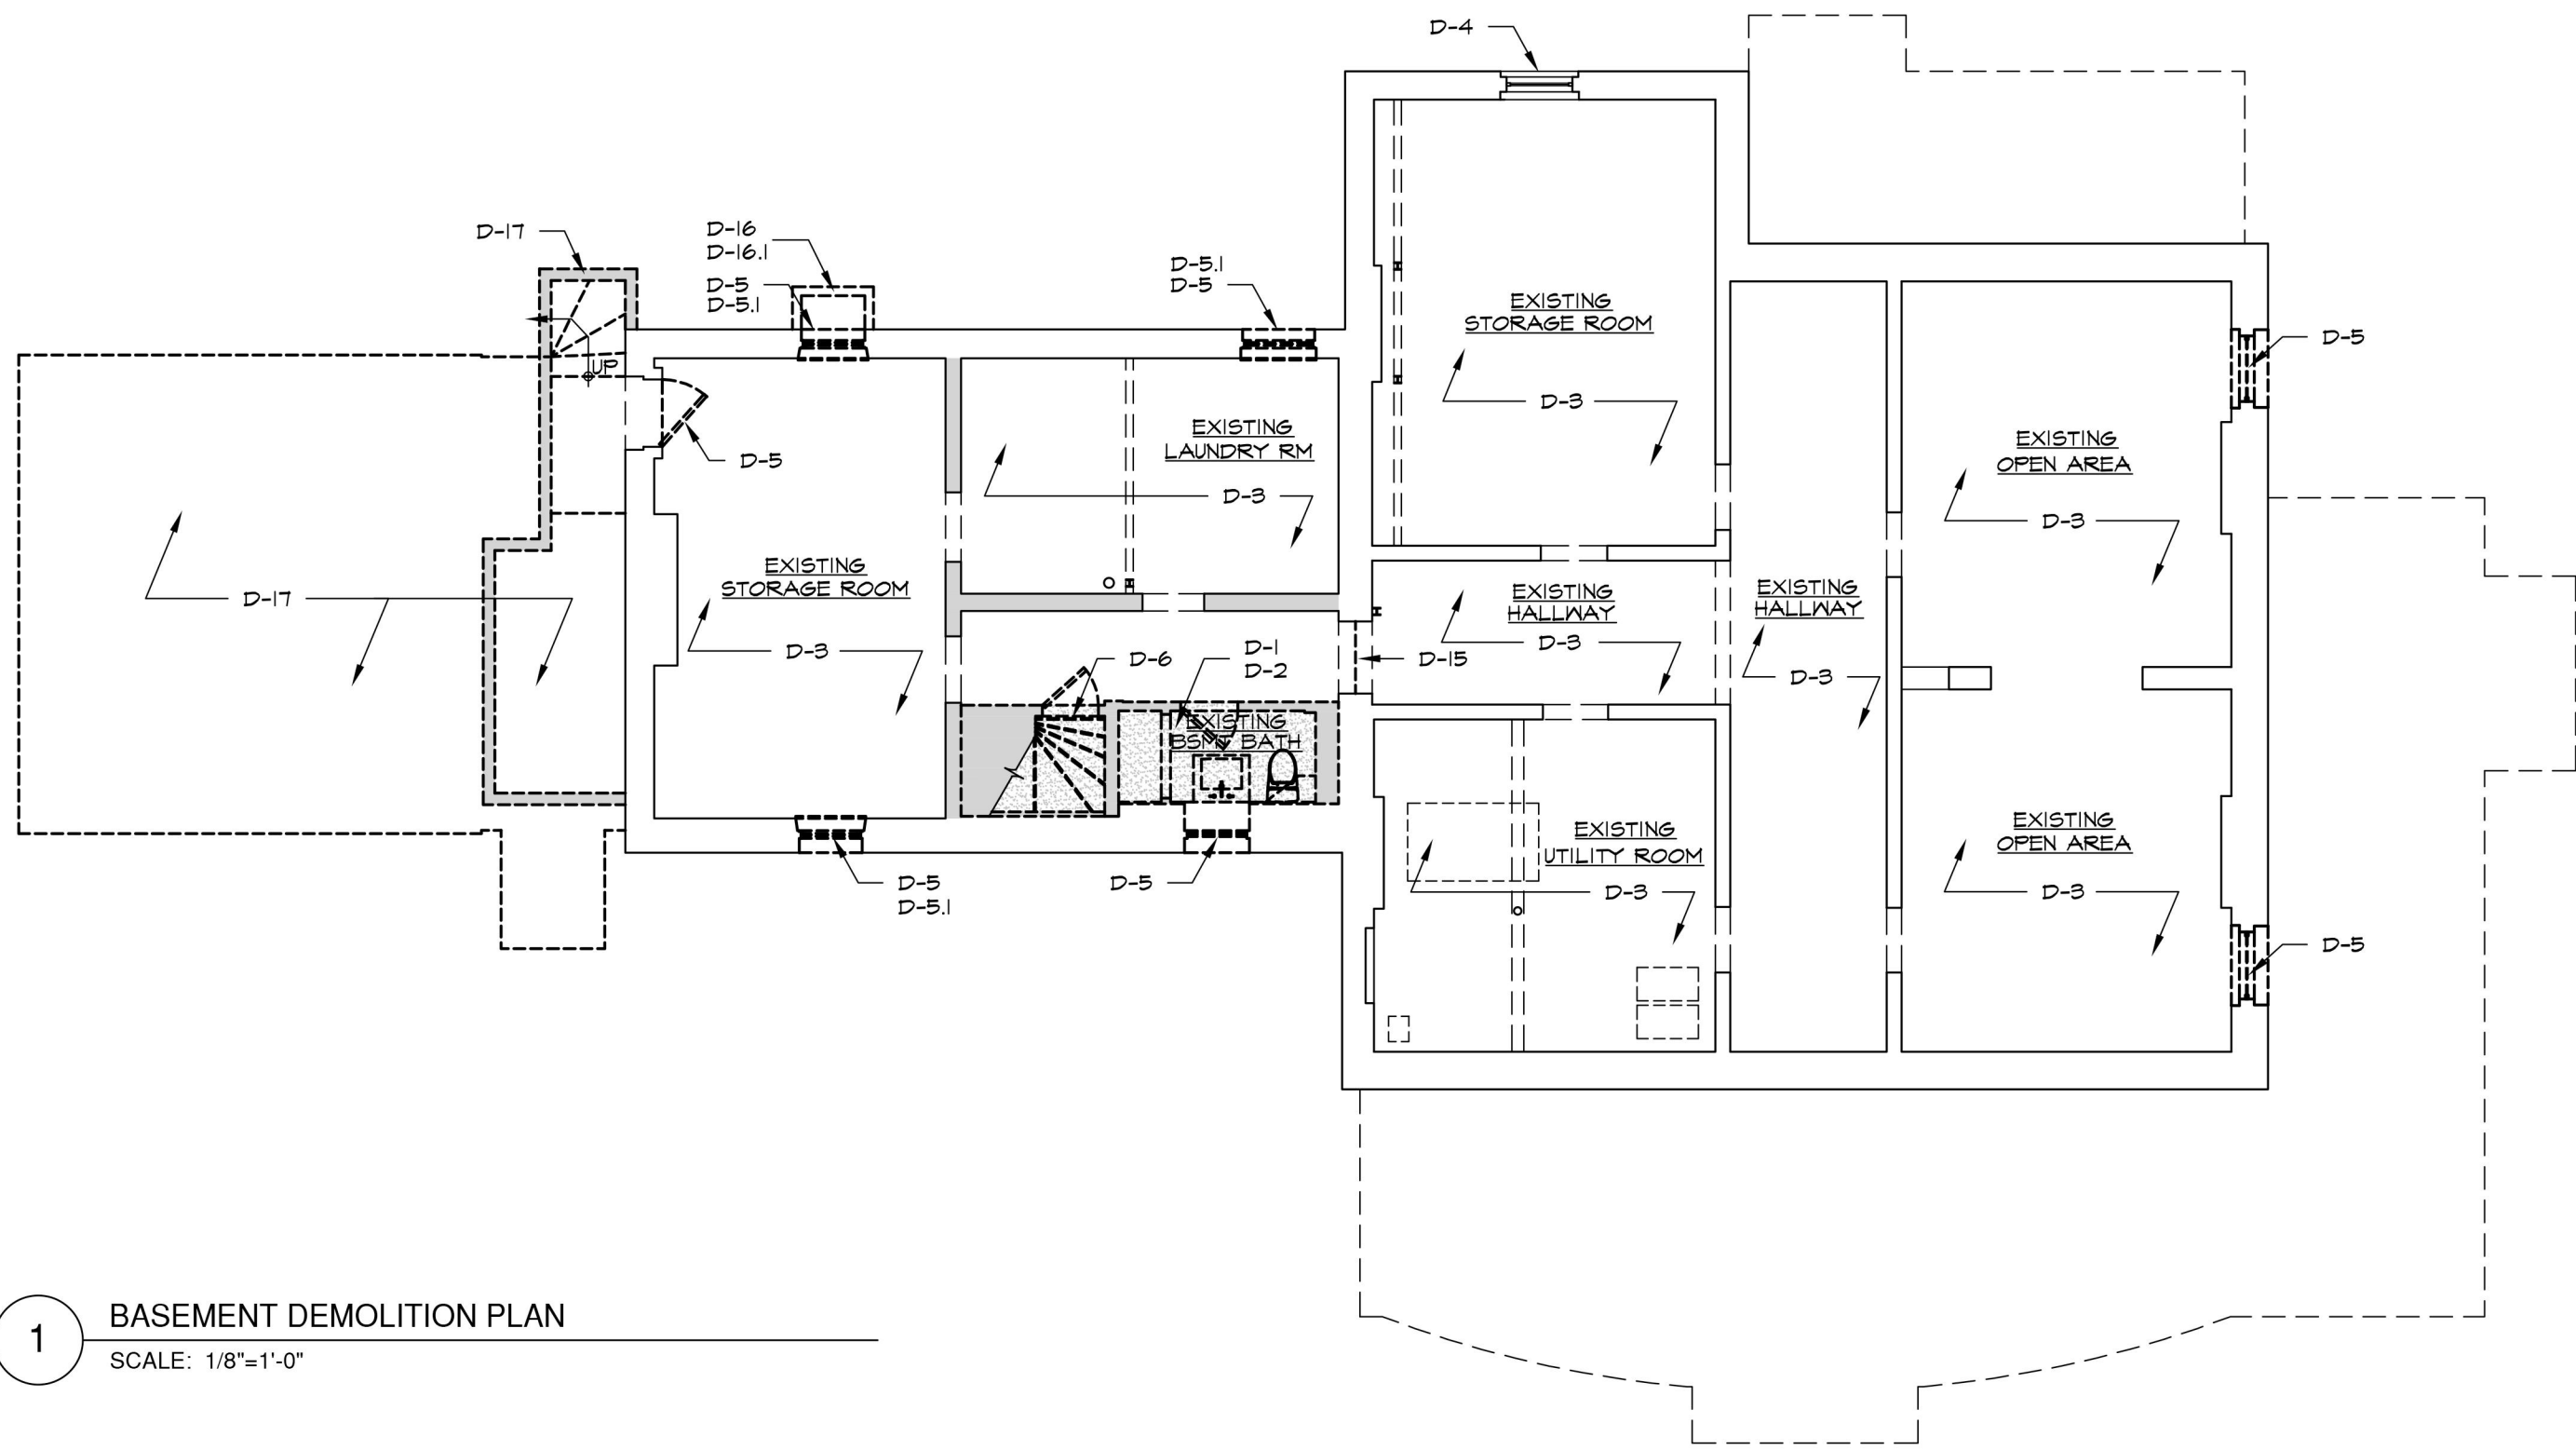 D-4
D-17
D-16
D-16.1
D-5
D-5.1
D-5.1
D-5
EXISTING
STORAGE ROOM
D-3
D-5
UP
D-5
EXISTING
LAUNDRY RM
D-3
EXISTING
OPEN AREA
D-3
D-17
EXISTING
STORAGE ROOM
D-3
EXISTING
HALLWAY
D-3
EXISTING
HALLWAY
D-3
D-6
D-1
D-2
D-15
EXISTING
BSMT BATH
EXISTING
UTILITY ROOM
D-3
EXISTING
OPEN AREA
D-3
D-5
D-5.1
D-5
D-5
1
BASEMENT DEMOLITION PLAN
SCALE: 1/8"=1'-0"